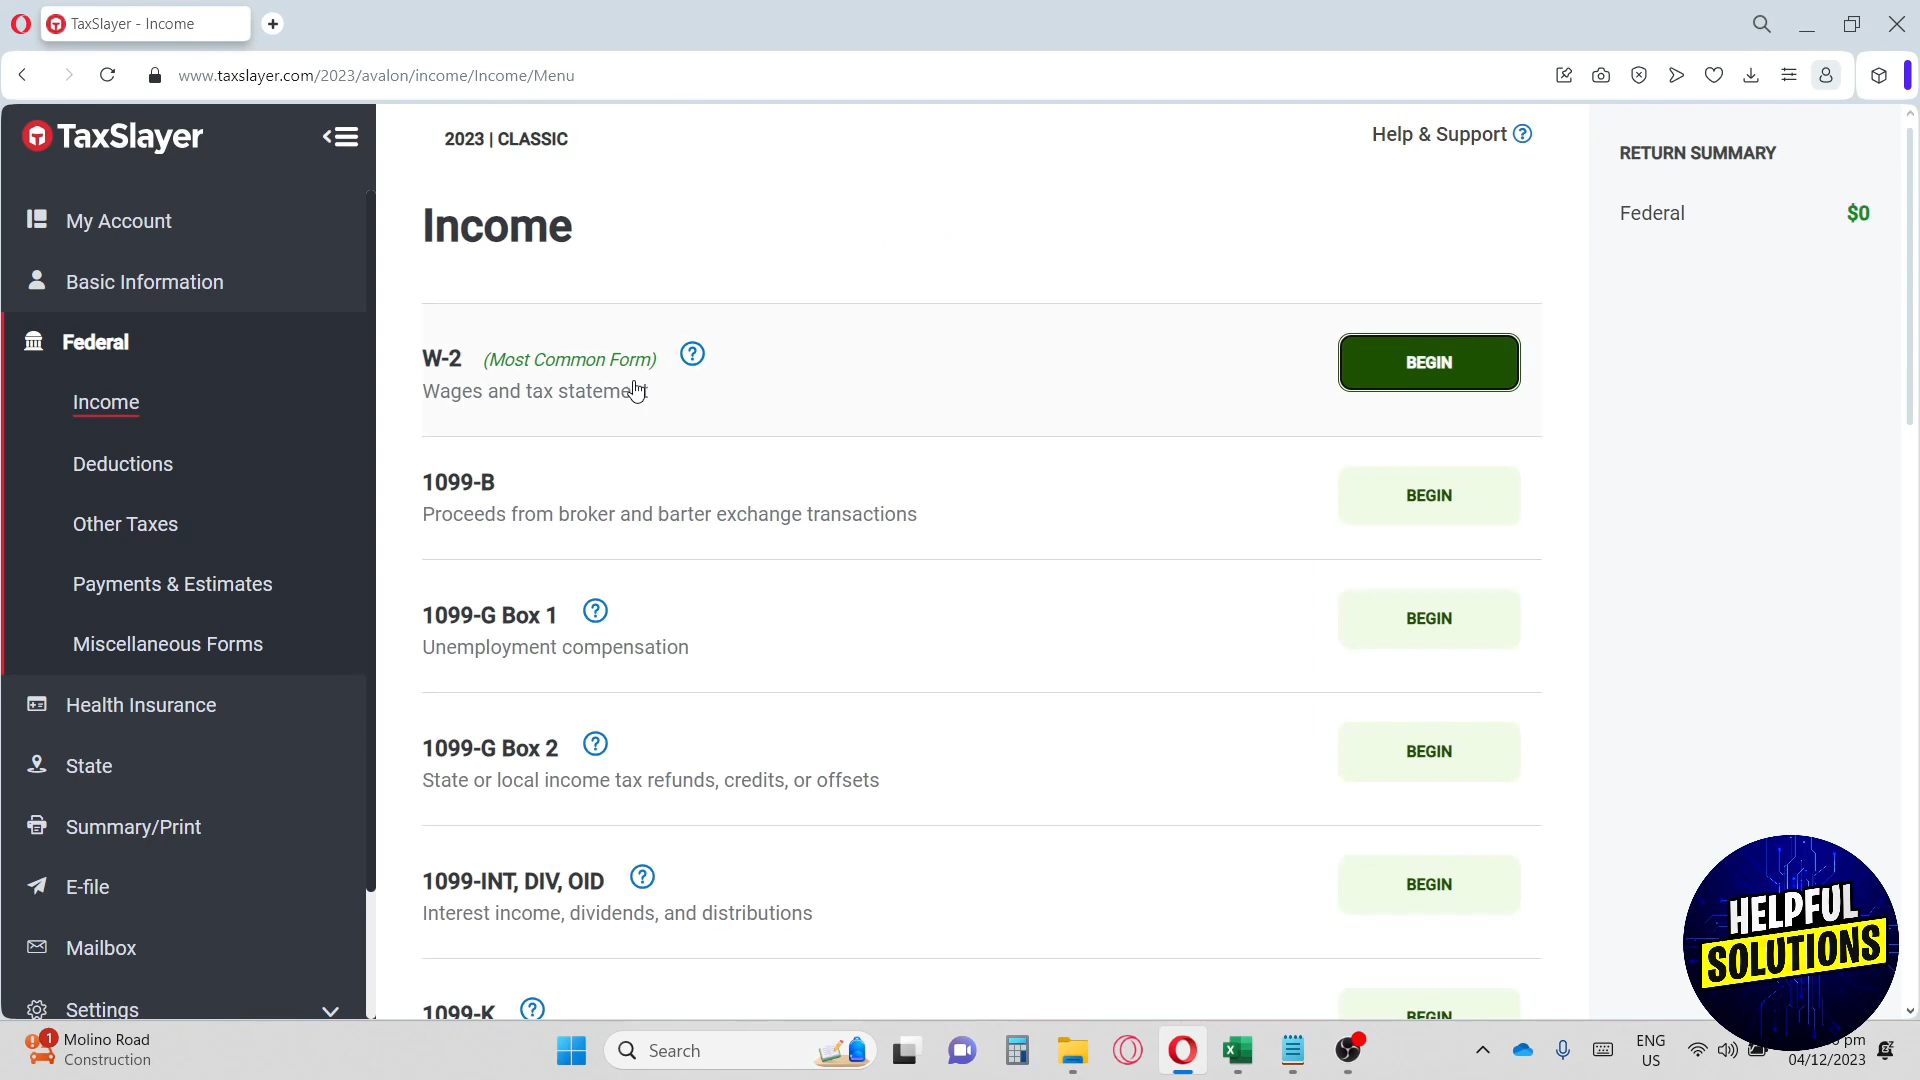 TaxSlayer - Income
www.taxslayer.com/2023/avalon/income/Income/Menu
TaxSlayer
2023 | CLASSIC
Help & Support ?
RETURN SUMMARY
Federal $0
My Account
Basic Information
Federal
Income
Deductions
Other Taxes
Payments & Estimates
Miscellaneous Forms
Health Insurance
State
Summary/Print
E-file
Mailbox
Settings
Income
W-2 (Most Common Form) ?
Wages and tax statement
BEGIN
1099-B
Proceeds from broker and barter exchange transactions
BEGIN
1099-G Box 1 ?
Unemployment compensation
BEGIN
1099-G Box 2 ?
State or local income tax refunds, credits, or offsets
BEGIN
1099-INT, DIV, OID ?
Interest income, dividends, and distributions
BEGIN
1099-K ?
BEGIN
HELPFUL
SOLUTIONS
1
Molino Road
Construction
Search
ENG
US
pm
04/12/2023